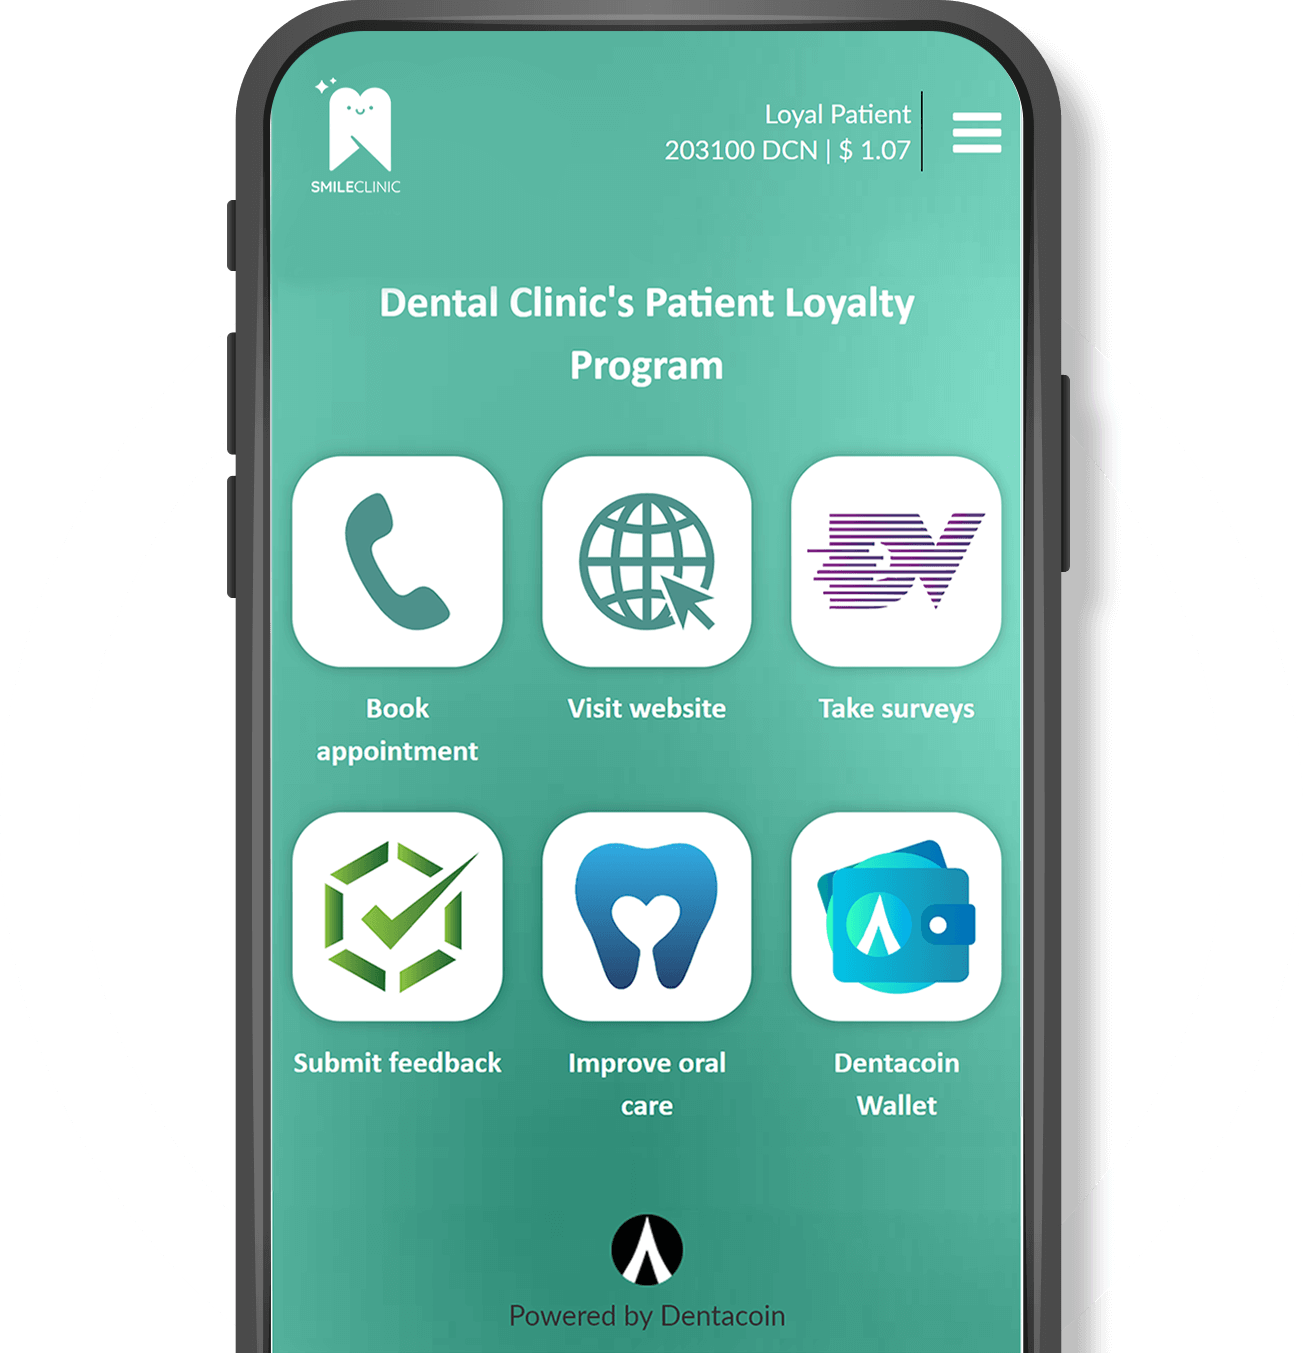 Loyal Patient
203100 DCN | $ 1.07
SMILECLINIC
Dental Clinic's Patient Loyalty
Program
Book
appointment
Visit website
Take surveys
Submit feedback
Improve oral
care
Dentacoin
Wallet
Powered by Dentacoin